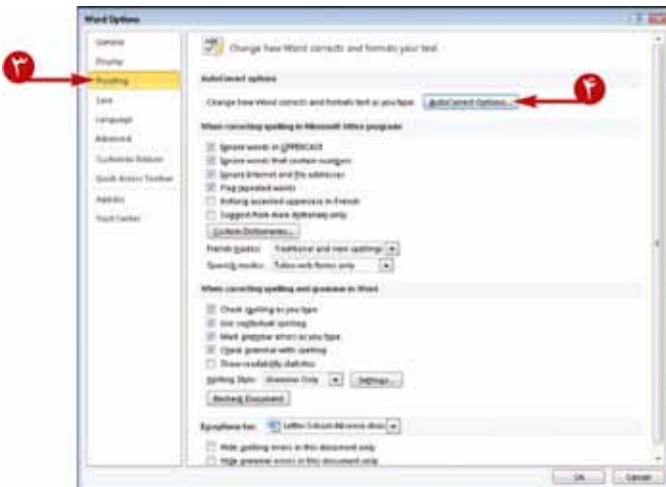 Word Options
General
Display
Proofing
Save
Language
Advanced
Customize Ribbon
Quick Access Toolbar
Add-Ins
Trust Center
۳
Change how Word corrects and formats your text.
AutoCorrect options
Change how Word corrects and formats text as you type: AutoCorrect Options...
۴
When correcting spelling in Microsoft Office programs
Ignore words in UPPERCASE
Ignore words that contain numbers
Ignore Internet and file addresses
Flag repeated words
Enforce accented uppercase in French
Suggest from main dictionary only
Custom Dictionaries...
French modes: Traditional and new spellings
Spanish modes: Tuteo verb forms only
When correcting spelling and grammar in Word
Check spelling as you type
Use contextual spelling
Mark grammar errors as you type
Check grammar with spelling
Show readability statistics
Writing Style: Grammar Only Settings...
Recheck Document
Exceptions for: Letter School Absence.docx
Hide spelling errors in this document only
Hide grammar errors in this document only
OK Cancel